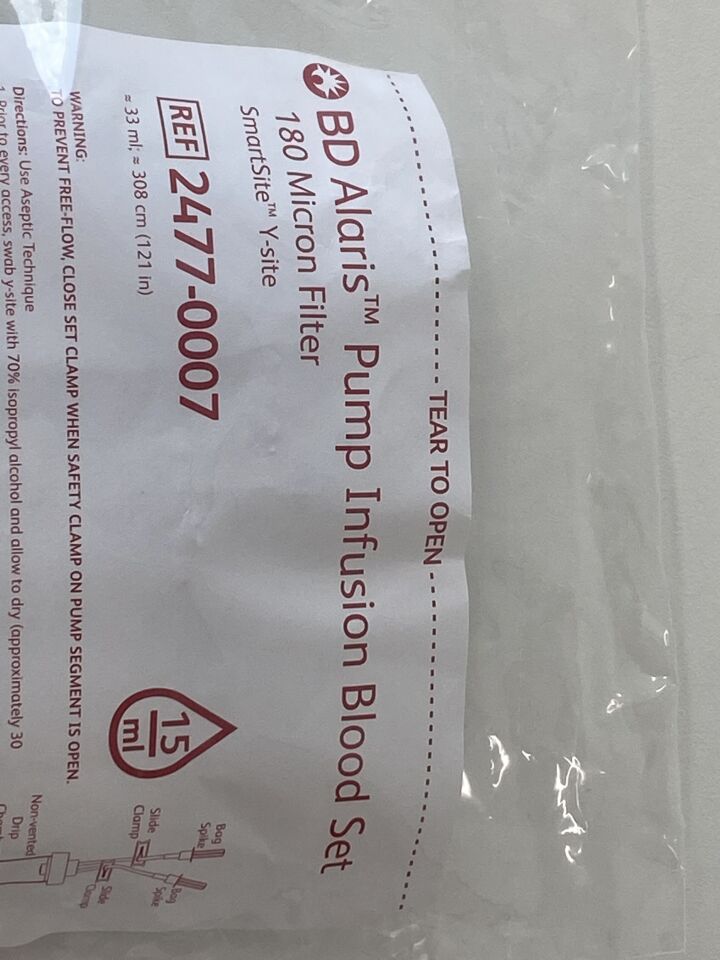 TEAR TO OPEN
BD Alaris™ Pump Infusion Blood Set
180 Micron Filter
SmartSite™ Y-site
REF 2477-0007
≈ 33 ml; ≈ 308 cm (121 in)
15
ml
Bag
Spike
Bag
Spike
Slide
Clamp
Slide
Clamp
Non-vented
Drip
WARNING:
TO PREVENT FREE-FLOW, CLOSE SET CLAMP WHEN SAFETY CLAMP ON PUMP SEGMENT IS OPEN.
Directions: Use Aseptic Technique
1. Prior to every access, swab y-site with 70% isopropyl alcohol and allow to dry (approximately 30